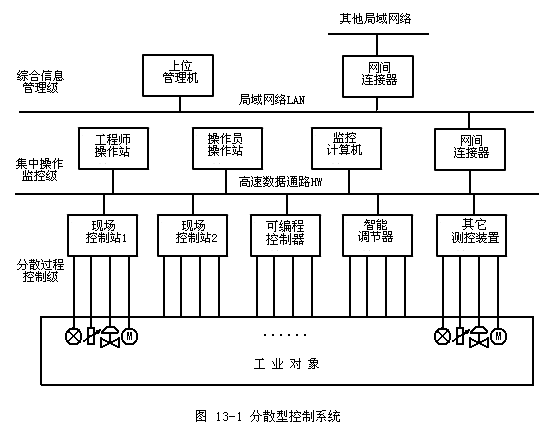 其他局域网络
综合信息
管理级
上位
管理机
网间
连接器
局域网络LAN
集中操作
监控级
工程师
操作站
操作员
操作站
监控
计算机
网间
连接器
高速数据通路HW
分散过程
控制级
现场
控制站1
现场
控制站2
可编程
控制器
智能
调节器
其它
测控装置
M
......
M
工业对象
图 13-1 分散型控制系统